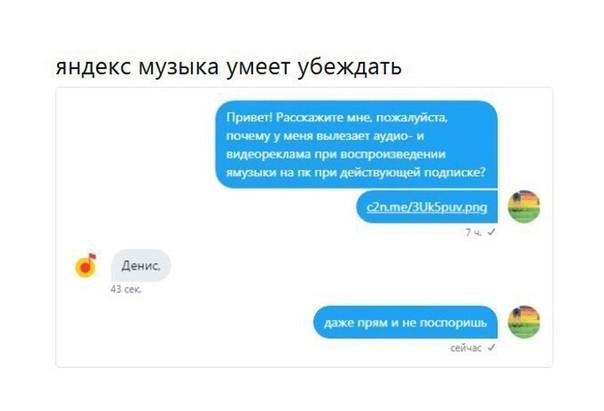 яндекс музыка умеет убеждать
Привет! Расскажите мне, пожалуйста,
почему у меня вылезает аудио- и
видеореклама при воспроизведении
ямузыки на пк при действующей подписке?
c2n.me/3Uk5puv.png
7 ч. ✓
Денис,
43 сек.
даже прям и не поспоришь
сейчас ✓